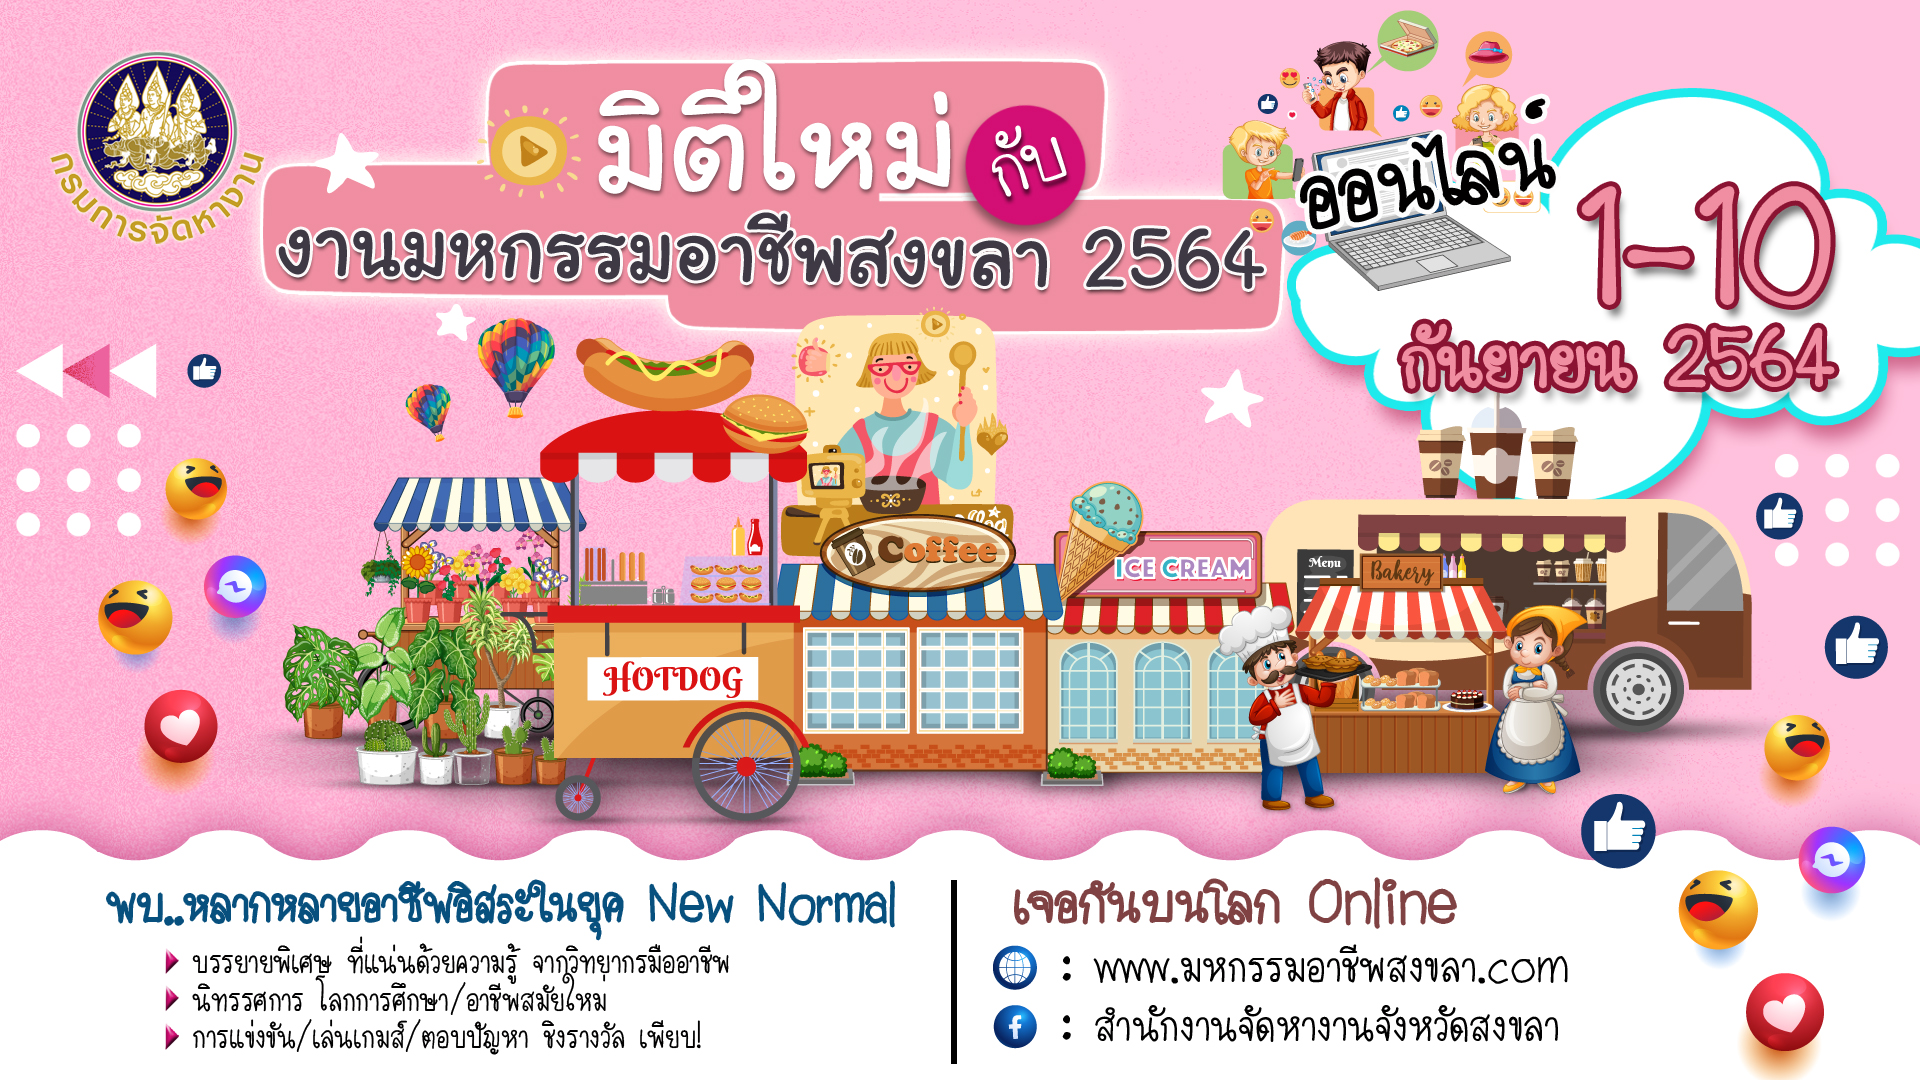 กรมการจัดหางาน
มิติใหม่ กับ
งานมหกรรมอาชีพสงขลา 2564
ออนไลน์
1-10
กันยายน 2564
Coffee
ICE CREAM
Menu
Bakery
HOTDOG
พบ..หลากหลายอาชีพอิสระในยุค New Normal
บรรยายพิเศษ ที่แน่นด้วยความรู้ จากวิทยากรมืออาชีพ
นิทรรศการ โลกการศึกษา/อาชีพสมัยใหม่
การแข่งขัน/เล่นเกมส์/ตอบปัญหา ชิงรางวัล เพียบ!
เจอกันบนโลก Online
: www.มหกรรมอาชีพสงขลา.com
: สำนักงานจัดหางานจังหวัดสงขลา